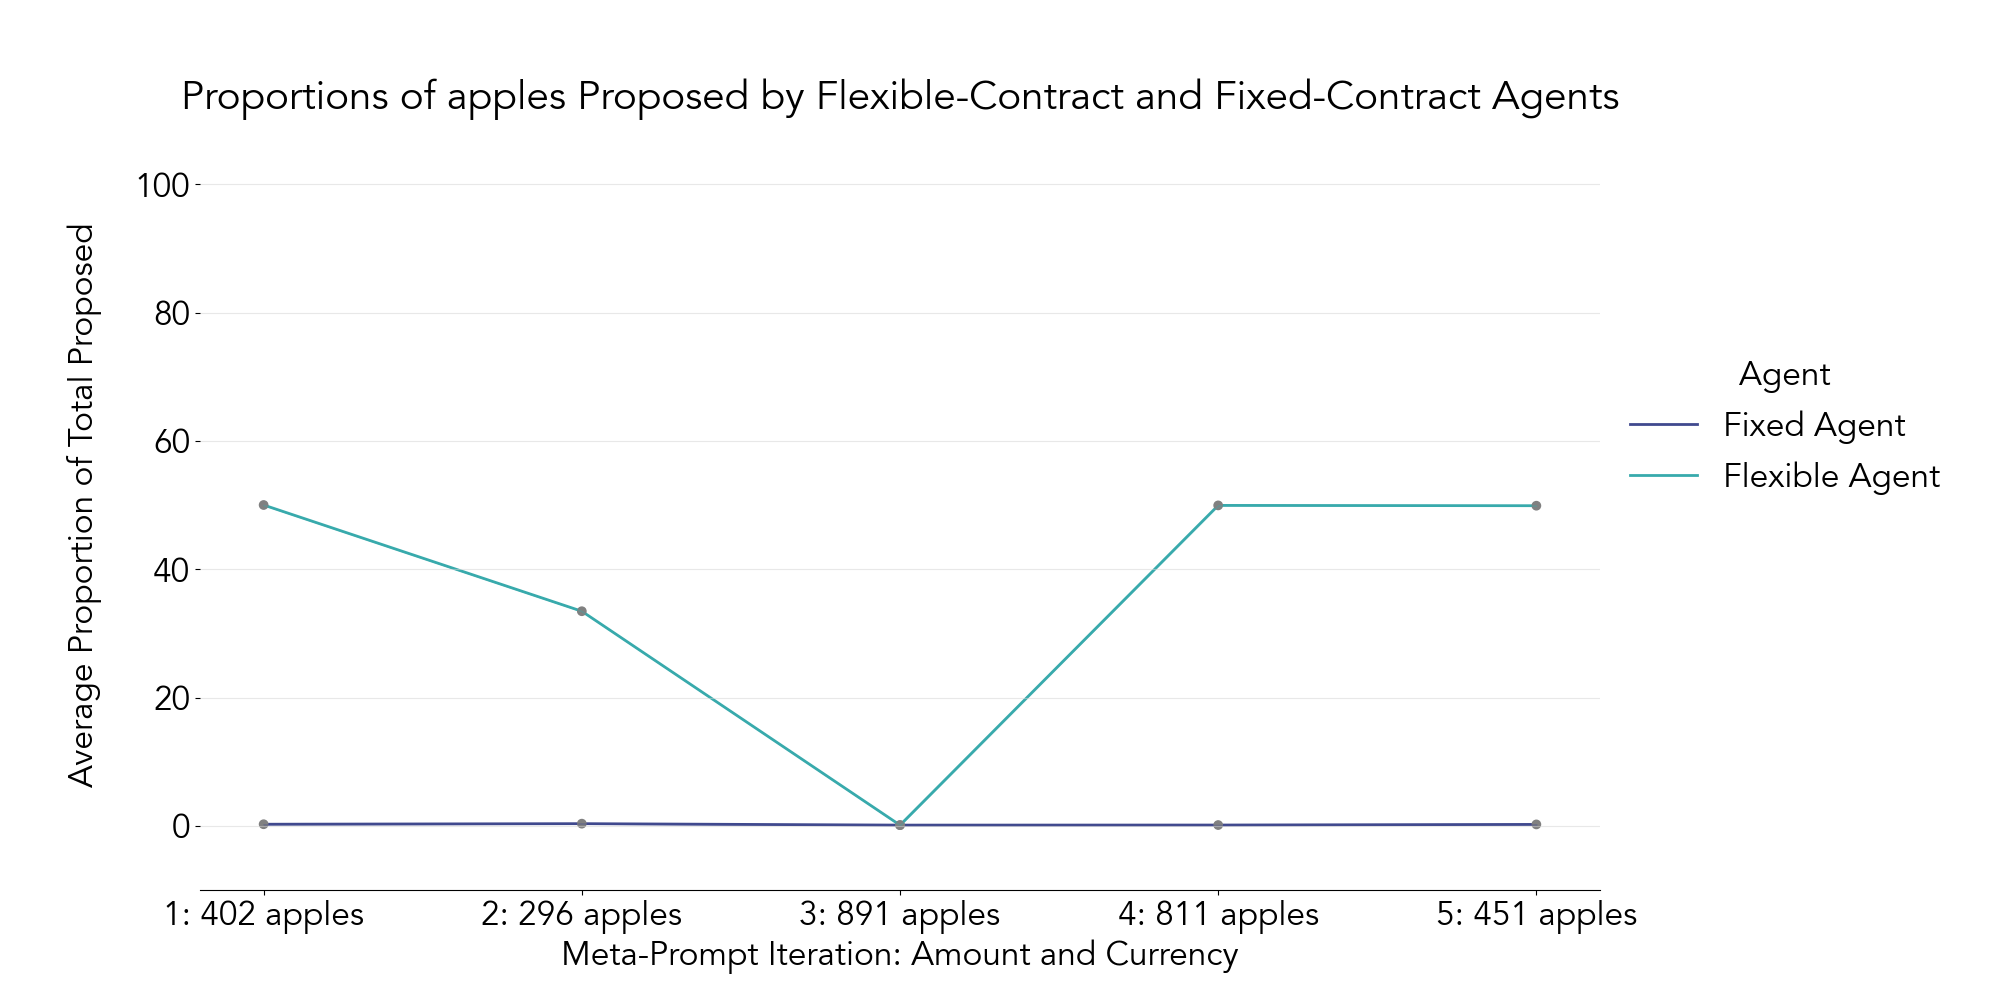 Proportions of apples Proposed by Flexible-Contract and Fixed-Contract Agents
Average Proportion of Total Proposed
100
80
60
40
20
0
1: 402 apples
2: 296 apples
3: 891 apples
4: 811 apples
5: 451 apples
Meta-Prompt Iteration: Amount and Currency
Agent
Fixed Agent
Flexible Agent